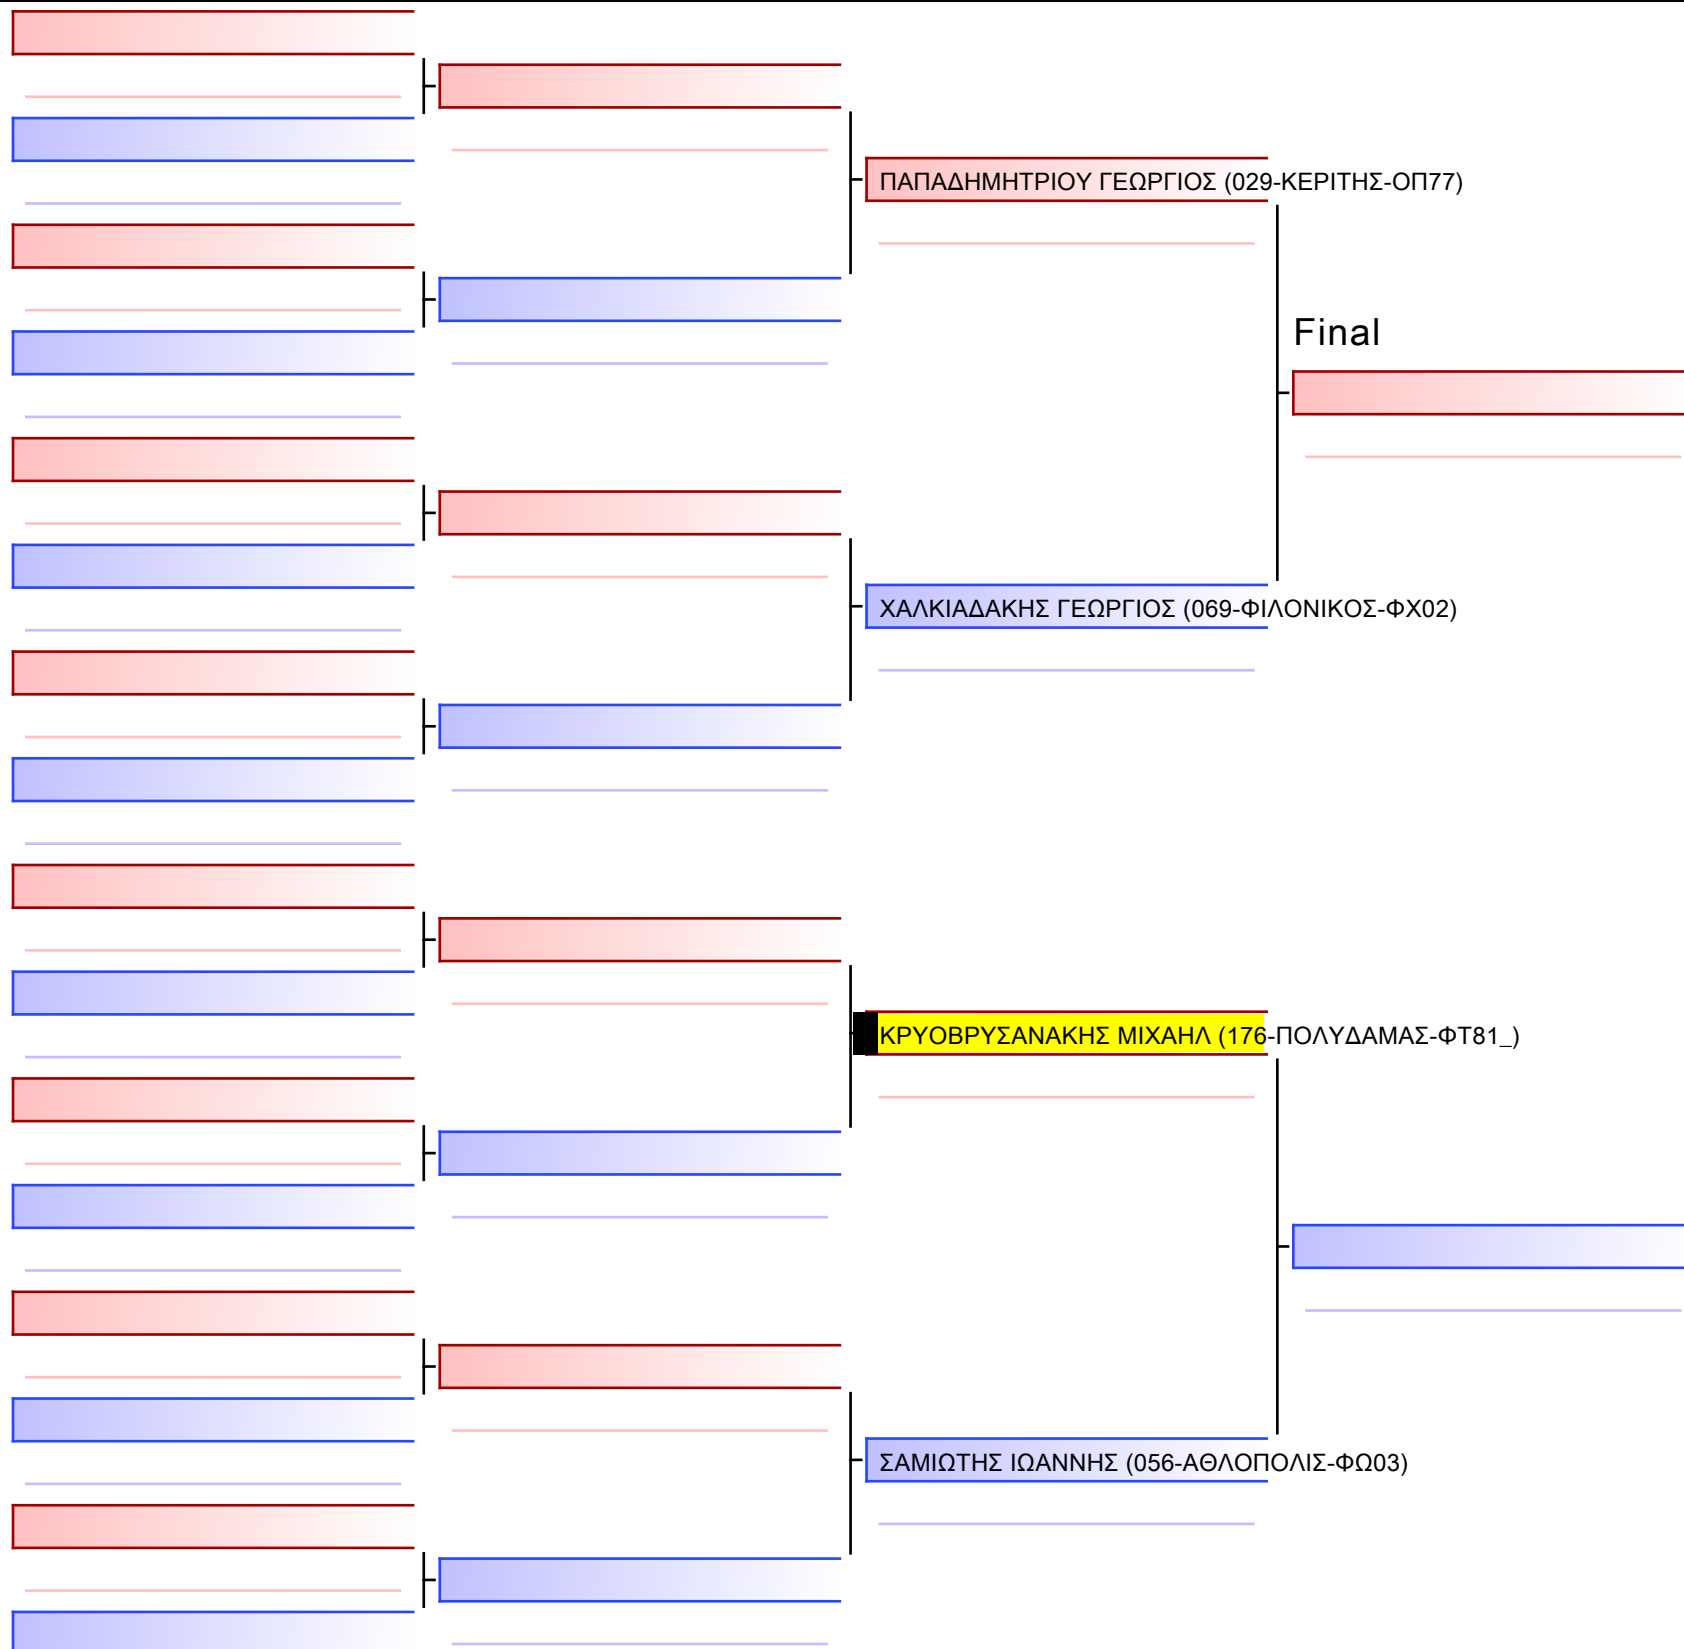 ΠΑΠΑΔΗΜΗΤΡΙΟΥ ΓΕΩΡΓΙΟΣ (029-ΚΕΡΙΤΗΣ-ΟΠ77)
Final
ΧΑΛΚΙΑΔΑΚΗΣ ΓΕΩΡΓΙΟΣ (069-ΦΙΛΟΝΙΚΟΣ-ΦΧ02)
ΚΡΥΟΒΡΥΣΑΝΑΚΗΣ ΜΙΧΑΗΛ (176-ΠΟΛΥΔΑΜΑΣ-ΦΤ81_)
ΣΑΜΙΩΤΗΣ ΙΩΑΝΝΗΣ (056-ΑΘΛΟΠΟΛΙΣ-ΦΩ03)